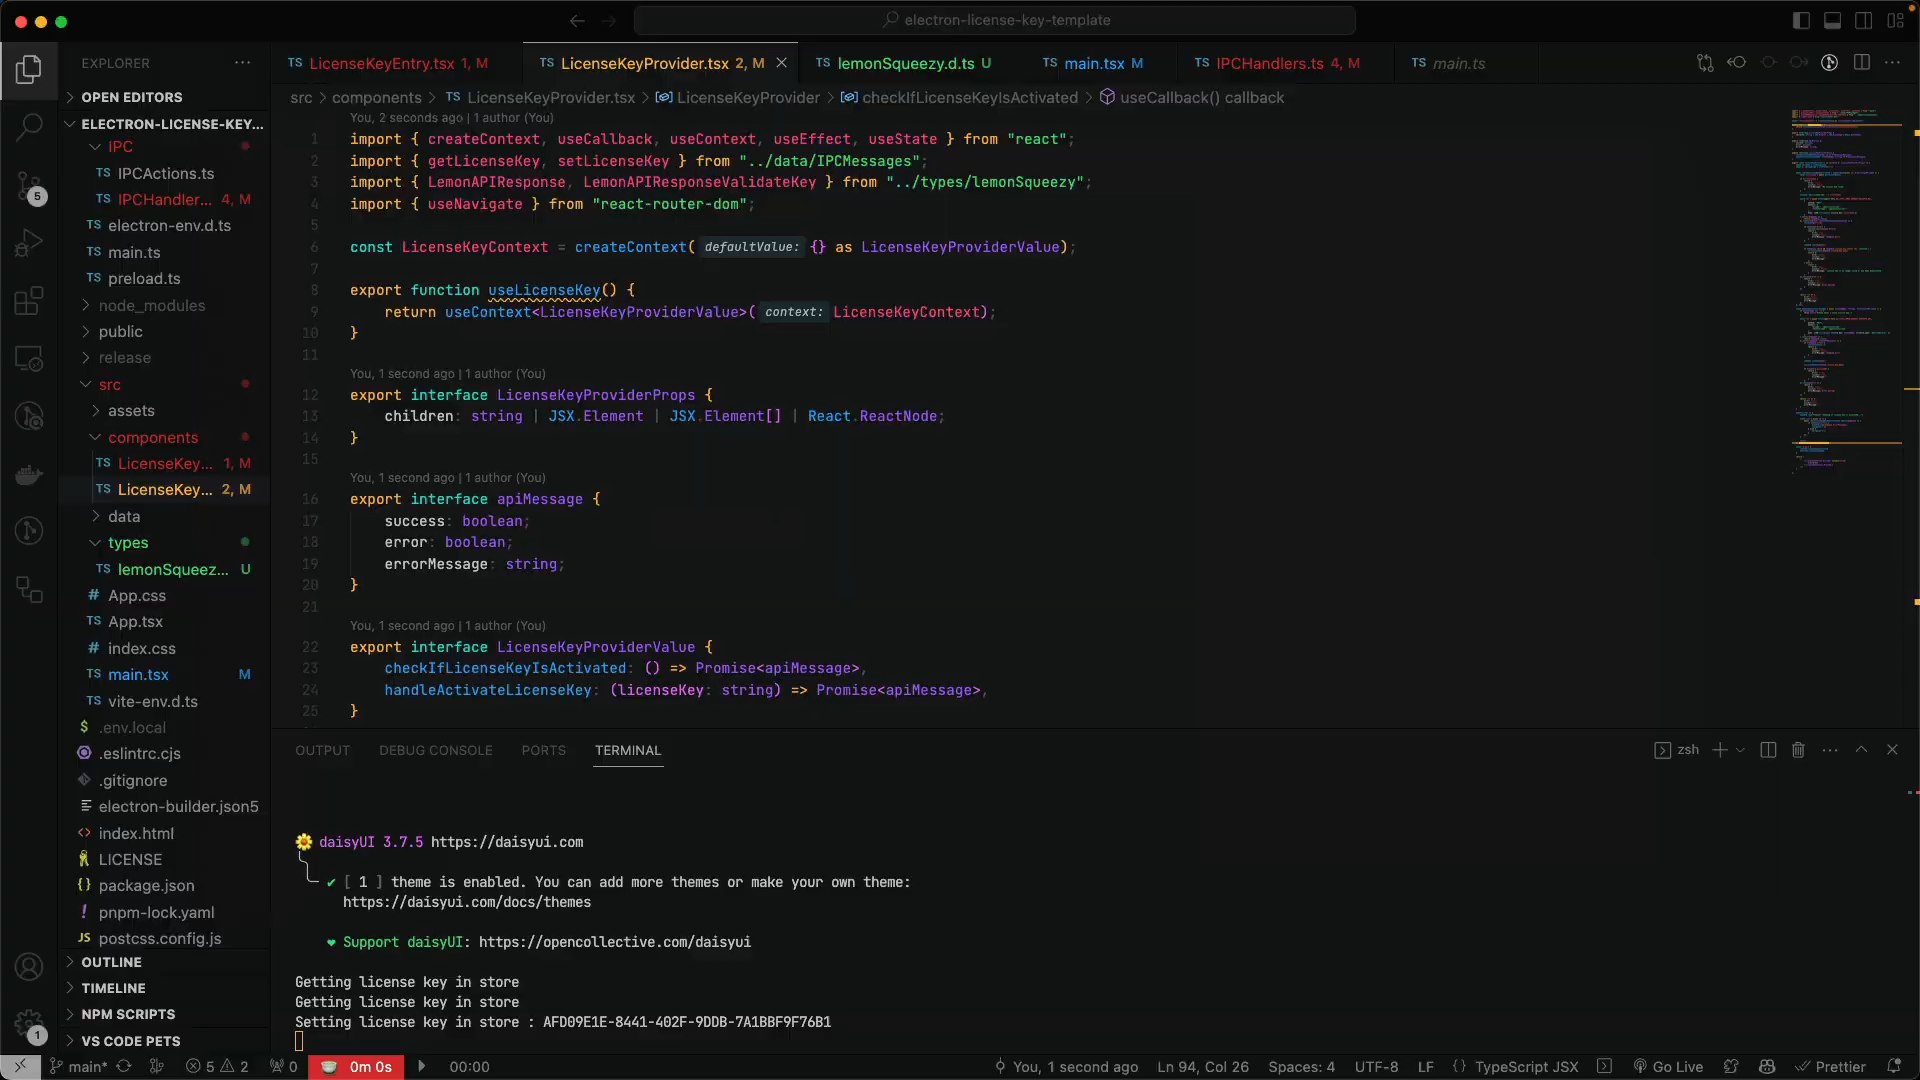 electron-license-key-template
EXPLORER
OPEN EDITORS
ELECTRON-LICENSE-KEY...
IPC
TS IPCActions.ts
TS IPCHandler... 4, M
TS electron-env.d.ts
TS main.ts
TS preload.ts
node_modules
public
release
src
assets
components
TS LicenseKey... 1, M
TS LicenseKey... 2, M
data
types
TS lemonSqueez... U
# App.css
TS App.tsx
# index.css
TS main.tsx M
TS vite-env.d.ts
$ .env.local
.eslintrc.cjs
.gitignore
electron-builder.json5
<> index.html
LICENSE
{} package.json
! pnpm-lock.yaml
JS postcss.config.js
OUTLINE
TIMELINE
NPM SCRIPTS
VS CODE PETS
5
1
TS LicenseKeyEntry.tsx 1, M
TS LicenseKeyProvider.tsx 2, M
TS lemonSqueezy.d.ts U
TS main.tsx M
TS IPCHandlers.ts 4, M
TS main.ts
src > components > TS LicenseKeyProvider.tsx > LicenseKeyProvider > checkIfLicenseKeyIsActivated > useCallback() callback
You, 2 seconds ago | 1 author (You)
1 import { createContext, useCallback, useContext, useEffect, useState } from "react";
2 import { getLicenseKey, setLicenseKey } from "../data/IPCMessages";
3 import { LemonAPIResponse, LemonAPIResponseValidateKey } from "../types/lemonSqueezy";
4 import { useNavigate } from "react-router-dom";
5
6 const LicenseKeyContext = createContext( defaultValue: {} as LicenseKeyProviderValue);
7
8 export function useLicenseKey() {
9 return useContext<LicenseKeyProviderValue>( context: LicenseKeyContext);
10 }
11
You, 1 second ago | 1 author (You)
12 export interface LicenseKeyProviderProps {
13 children: string | JSX.Element | JSX.Element[] | React.ReactNode;
14 }
15
You, 1 second ago | 1 author (You)
16 export interface apiMessage {
17 success: boolean;
18 error: boolean;
19 errorMessage: string;
20 }
21
You, 1 second ago | 1 author (You)
22 export interface LicenseKeyProviderValue {
23 checkIfLicenseKeyIsActivated: () => Promise<apiMessage>,
24 handleActivateLicenseKey: (licenseKey: string) => Promise<apiMessage>,
25 }
OUTPUT DEBUG CONSOLE PORTS TERMINAL
zsh
daisyUI 3.7.5 https://daisyui.com
✔ [ 1 ] theme is enabled. You can add more themes or make your own theme:
https://daisyui.com/docs/themes
❤ Support daisyUI: https://opencollective.com/daisyui
Getting license key in store
Getting license key in store
Setting license key in store : AFD09E1E-8441-402F-9DDB-7A1BBF9F76B1
main* 5 2 0 0m 0s 00:00 You, 1 second ago Ln 94, Col 26 Spaces: 4 UTF-8 LF {} TypeScript JSX Go Live Prettier